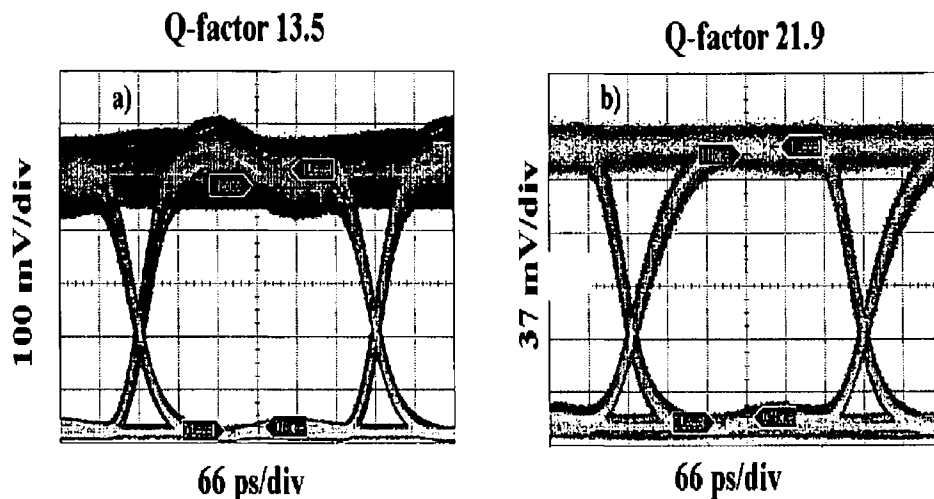 Q-factor 13.5
Q-factor 21.9
a)
b)
100 mV/div
37 mV/div
66 ps/div
66 ps/div